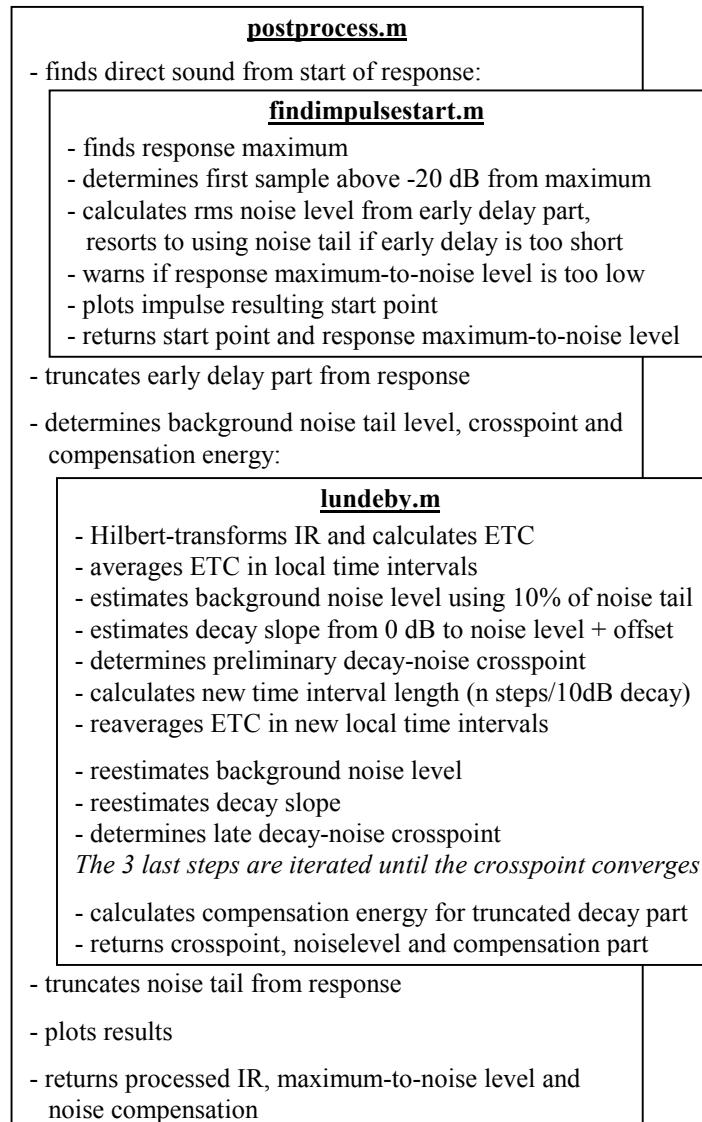 postprocess.m
- finds direct sound from start of response:
findimpulsestart.m
- finds response maximum
- determines first sample above -20 dB from maximum
- calculates rms noise level from early delay part,
resorts to using noise tail if early delay is too short
- warns if response maximum-to-noise level is too low
- plots impulse resulting start point
- returns start point and response maximum-to-noise level
- truncates early delay part from response
- determines background noise tail level, crosspoint and
compensation energy:
lundeby.m
- Hilbert-transforms IR and calculates ETC
- averages ETC in local time intervals
- estimates background noise level using 10% of noise tail
- estimates decay slope from 0 dB to noise level + offset
- determines preliminary decay-noise crosspoint
- calculates new time interval length (n steps/10dB decay)
- reaverages ETC in new local time intervals
- reestimates background noise level
- reestimates decay slope
- determines late decay-noise crosspoint
The 3 last steps are iterated until the crosspoint converges
- calculates compensation energy for truncated decay part
- returns crosspoint, noiselevel and compensation part
- truncates noise tail from response
- plots results
- returns processed IR, maximum-to-noise level and
noise compensation